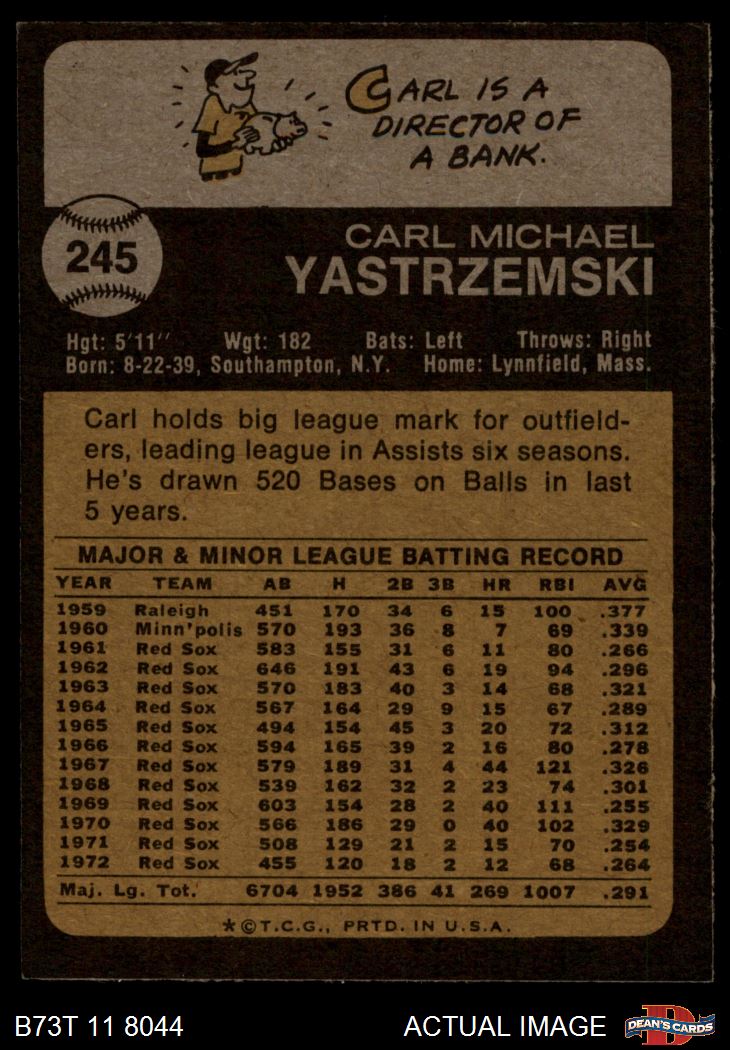 CARL IS A
DIRECTOR OF
A BANK.
245
CARL MICHAEL
YASTRZEMSKI
Hgt: 5'11" Wgt: 182 Bats: Left Throws: Right
Born: 8-22-39, Southampton, N.Y. Home: Lynnfield, Mass.
Carl holds big league mark for outfield-
ers, leading league in Assists six seasons.
He's drawn 520 Bases on Balls in last
5 years.
MAJOR & MINOR LEAGUE BATTING RECORD
YEAR TEAM AB H 2B 3B HR RBI AVG
1959 Raleigh 451 170 34 6 15 100 .377
1960 Minn'polis 570 193 36 8 7 69 .339
1961 Red Sox 583 155 31 6 11 80 .266
1962 Red Sox 646 191 43 6 19 94 .296
1963 Red Sox 570 183 40 3 14 68 .321
1964 Red Sox 567 164 29 9 15 67 .289
1965 Red Sox 494 154 45 3 20 72 .312
1966 Red Sox 594 165 39 2 16 80 .278
1967 Red Sox 579 189 31 4 44 121 .326
1968 Red Sox 539 162 32 2 23 74 .301
1969 Red Sox 603 154 28 2 40 111 .255
1970 Red Sox 566 186 29 0 40 102 .329
1971 Red Sox 508 129 21 2 15 70 .254
1972 Red Sox 455 120 18 2 12 68 .264
Maj. Lg. Tot. 6704 1952 386 41 269 1007 .291
*©T.C.G., PRTD. IN U.S.A.
B73T 11 8044 ACTUAL IMAGE D DEAN'S CARDS